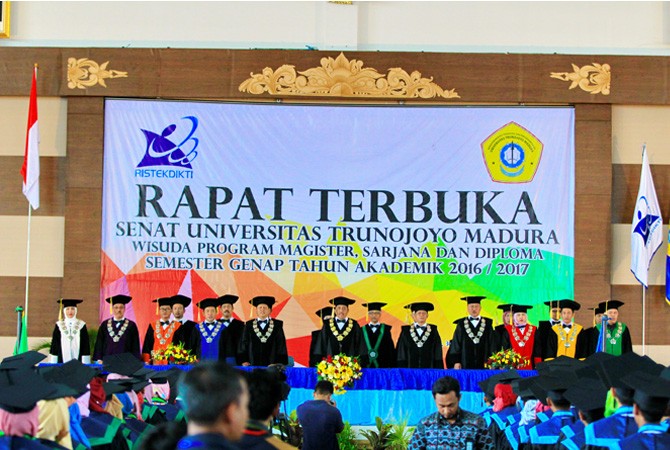 RISTEKDIKTI
RAPAT TERBUKA
SENAT UNIVERSITAS TRUNOJOYO MADURA
WISUDA PROGRAM MAGISTER, SARJANA DAN DIPLOMA
SEMESTER GENAP TAHUN AKADEMIK 2016 / 2017